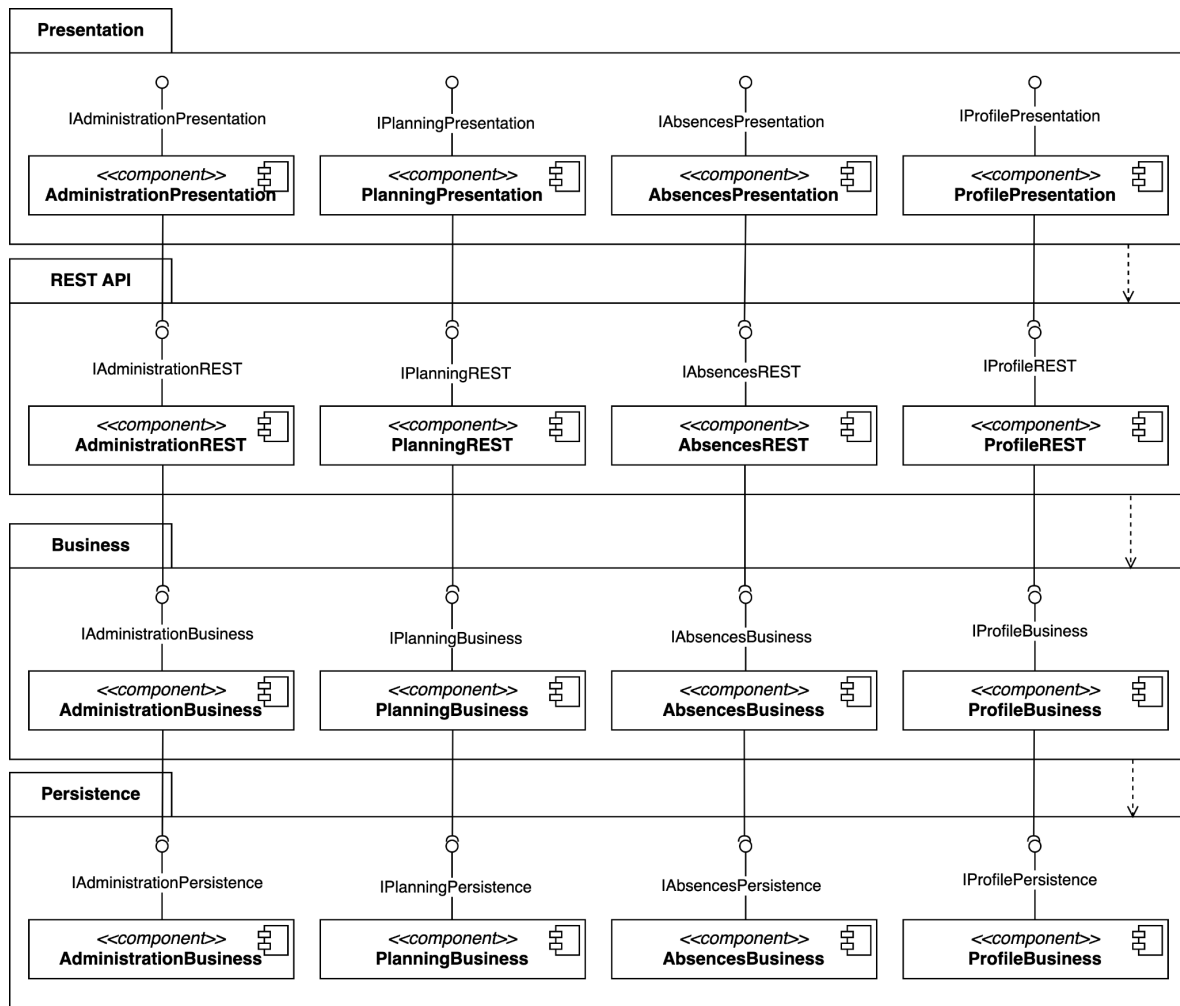 Presentation
IAdministrationPresentation
IPlanningPresentation
IAbsencesPresentation
IProfilePresentation
<<component>>
AdministrationPresentation
<<component>>
PlanningPresentation
<<component>>
AbsencesPresentation
<<component>>
ProfilePresentation
REST API
IAdministrationREST
IPlanningREST
IAbsencesREST
IProfileREST
<<component>>
AdministrationREST
<<component>>
PlanningREST
<<component>>
AbsencesREST
<<component>>
ProfileREST
Business
IAdministrationBusiness
IPlanningBusiness
IAbsencesBusiness
IProfileBusiness
<<component>>
AdministrationBusiness
<<component>>
PlanningBusiness
<<component>>
AbsencesBusiness
<<component>>
ProfileBusiness
Persistence
IAdministrationPersistence
IPlanningPersistence
IAbsencesPersistence
IProfilePersistence
<<component>>
AdministrationBusiness
<<component>>
PlanningBusiness
<<component>>
AbsencesBusiness
<<component>>
ProfileBusiness